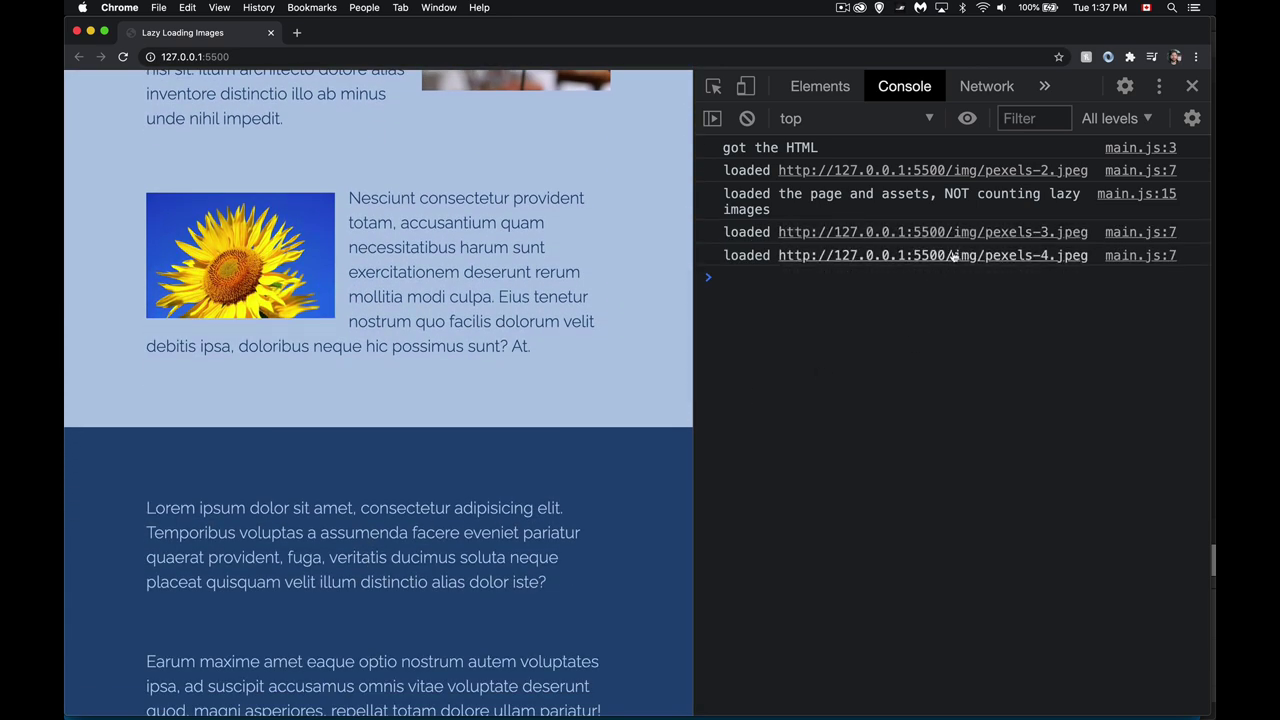 Chrome File Edit View History Bookmarks People Tab Window Help 100% Tue 1:37 PM
Lazy Loading Images
127.0.0.1:5500
nisi sit. Illum architecto dolore alias
inventore distinctio illo ab minus
unde nihil impedit.
Nesciunt consectetur provident
totam, accusantium quam
necessitatibus harum sunt
exercitationem deserunt rerum
mollitia modi culpa. Eius tenetur
nostrum quo facilis dolorum velit
debitis ipsa, doloribus neque hic possimus sunt? At.
Lorem ipsum dolor sit amet, consectetur adipisicing elit.
Temporibus voluptas a assumenda facere eveniet pariatur
quaerat provident, fuga, veritatis ducimus soluta neque
placeat quisquam velit illum distinctio alias dolor iste?
Earum maxime amet eaque optio nostrum autem voluptates
ipsa, ad suscipit accusamus omnis vitae voluptate deserunt
quod, magni asperiores, repellat totam dolore ullam pariatur!
Elements Console Network
top Filter All levels
got the HTML main.js:3
loaded http://127.0.0.1:5500/img/pexels-2.jpeg main.js:7
loaded the page and assets, NOT counting lazy main.js:15
images
loaded http://127.0.0.1:5500/img/pexels-3.jpeg main.js:7
loaded http://127.0.0.1:5500/img/pexels-4.jpeg main.js:7